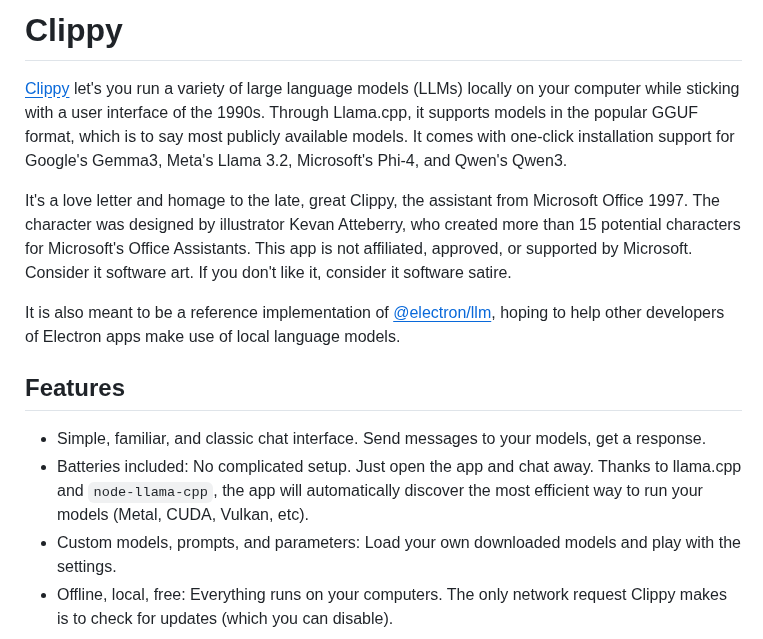 Clippy
Clippy let's you run a variety of large language models (LLMs) locally on your computer while sticking
with a user interface of the 1990s. Through Llama.cpp, it supports models in the popular GGUF
format, which is to say most publicly available models. It comes with one-click installation support for
Google's Gemma3, Meta's Llama 3.2, Microsoft's Phi-4, and Qwen's Qwen3.
It's a love letter and homage to the late, great Clippy, the assistant from Microsoft Office 1997. The
character was designed by illustrator Kevan Atteberry, who created more than 15 potential characters
for Microsoft's Office Assistants. This app is not affiliated, approved, or supported by Microsoft.
Consider it software art. If you don't like it, consider it software satire.
It is also meant to be a reference implementation of @electron/llm, hoping to help other developers
of Electron apps make use of local language models.
Features
• Simple, familiar, and classic chat interface. Send messages to your models, get a response.
• Batteries included: No complicated setup. Just open the app and chat away. Thanks to llama.cpp
and node-llama-cpp, the app will automatically discover the most efficient way to run your
models (Metal, CUDA, Vulkan, etc).
• Custom models, prompts, and parameters: Load your own downloaded models and play with the
settings.
• Offline, local, free: Everything runs on your computers. The only network request Clippy makes
is to check for updates (which you can disable).